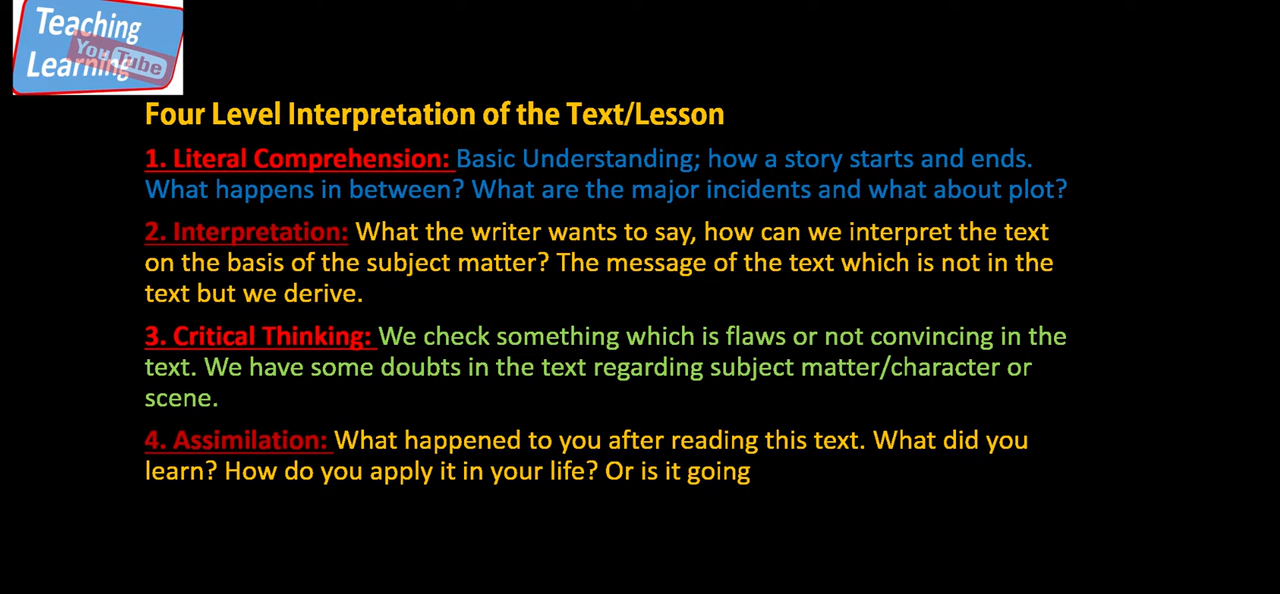 Teaching
Learning
YouTube
Four Level Interpretation of the Text/Lesson
1. Literal Comprehension: Basic Understanding; how a story starts and ends.
What happens in between? What are the major incidents and what about plot?
2. Interpretation: What the writer wants to say, how can we interpret the text
on the basis of the subject matter? The message of the text which is not in the
text but we derive.
3. Critical Thinking: We check something which is flaws or not convincing in the
text. We have some doubts in the text regarding subject matter/character or
scene.
4. Assimilation: What happened to you after reading this text. What did you
learn? How do you apply it in your life? Or is it going